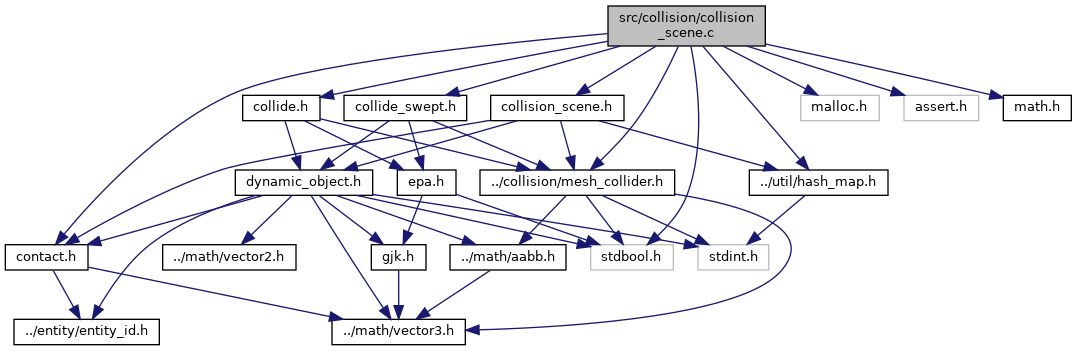 src/collision/collision
_scene.c
collide.h
collide_swept.h
collision_scene.h
malloc.h
assert.h
math.h
dynamic_object.h
epa.h
../collision/mesh_collider.h
../util/hash_map.h
contact.h
../math/vector2.h
gjk.h
../math/aabb.h
stdbool.h
stdint.h
../entity/entity_id.h
../math/vector3.h